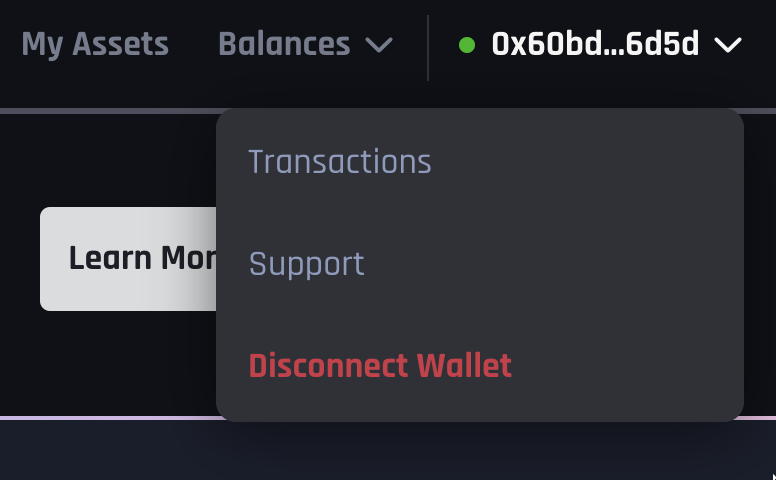 My Assets Balances 0x60bd...6d5d
Transactions
Learn Mor
Support
Disconnect Wallet